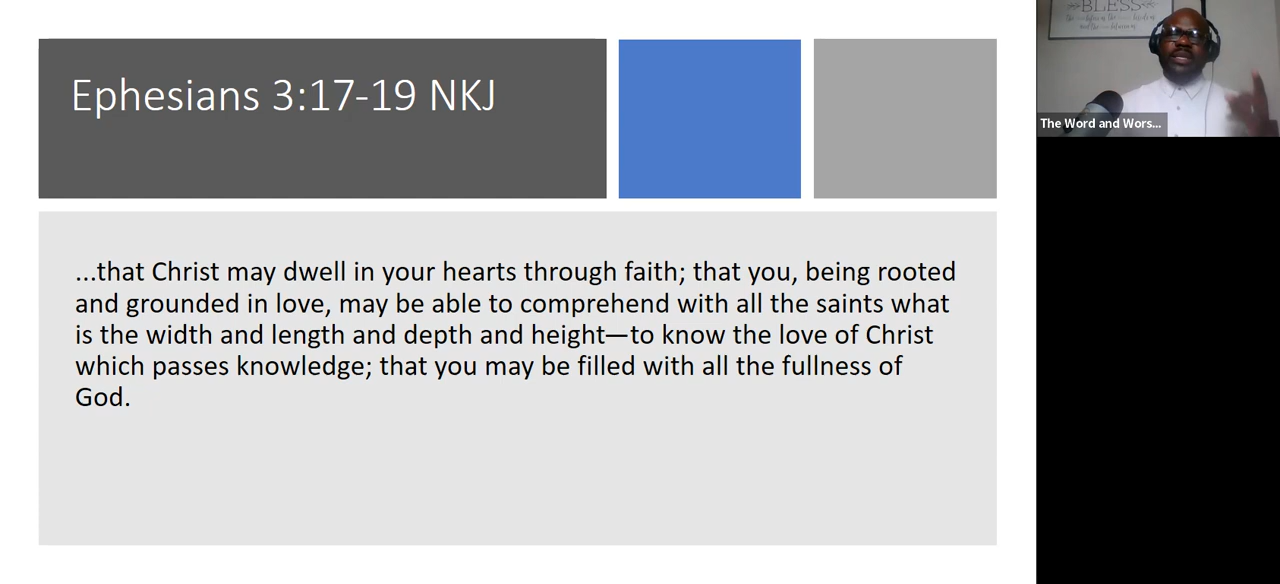 Ephesians 3:17-19 NKJ
...that Christ may dwell in your hearts through faith; that you, being rooted
and grounded in love, may be able to comprehend with all the saints what
is the width and length and depth and height—to know the love of Christ
which passes knowledge; that you may be filled with all the fullness of
God.
BLESS
The Word and Wors...